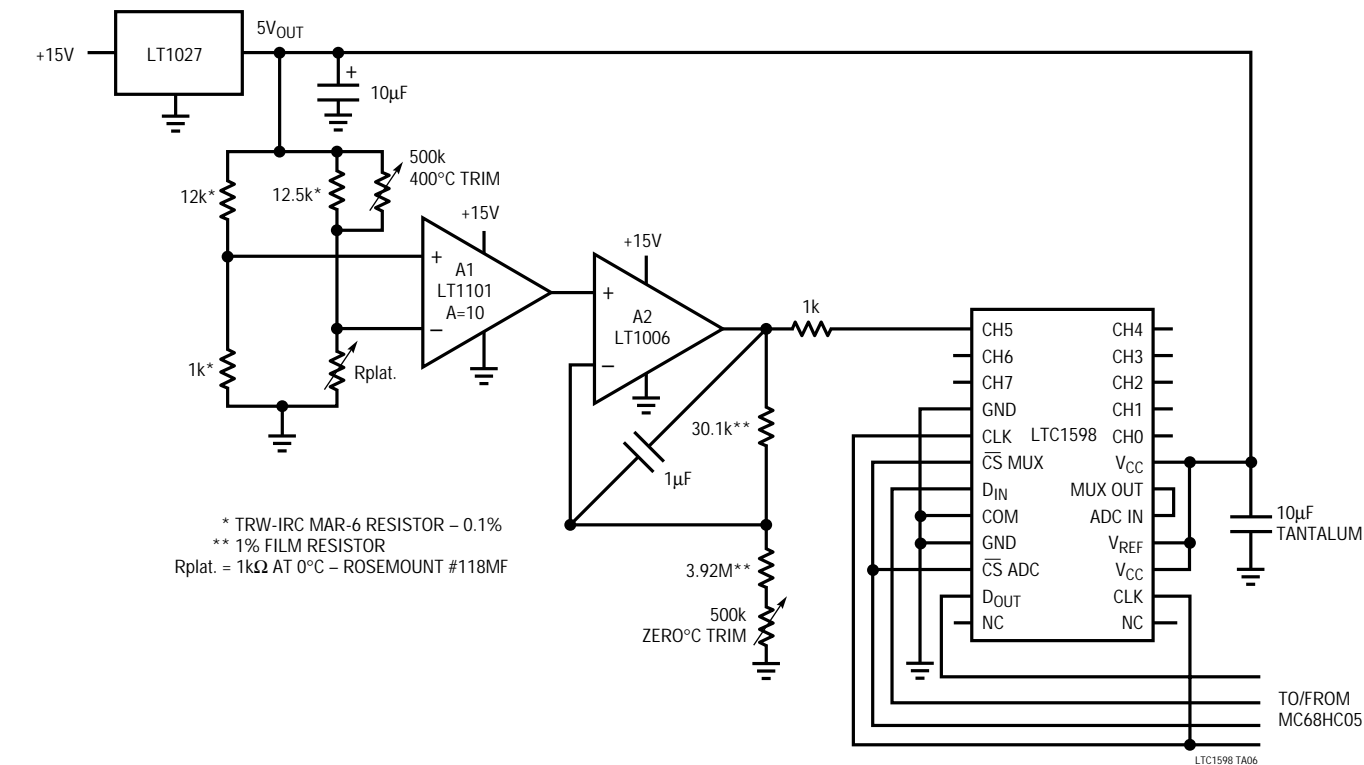 5VOUT
+15V
LT1027
+
10µF
500k
400°C TRIM
12k*
12.5k*
+15V
+15V
+
A1
LT1101
A=10
−
+
A2
LT1006
−
1k
1k*
Rplat.
30.1k**
1µF
* TRW-IRC MAR-6 RESISTOR – 0.1%
** 1% FILM RESISTOR
Rplat. = 1kΩ AT 0°C – ROSEMOUNT #118MF
3.92M**
500k
ZERO°C TRIM
CH5
CH6
CH7
GND
CLK
CS MUX
DIN
COM
GND
CS ADC
DOUT
NC
LTC1598
CH4
CH3
CH2
CH1
CH0
VCC
MUX OUT
ADC IN
VREF
VCC
CLK
NC
10µF
TANTALUM
TO/FROM
MC68HC05
LTC1598 TA06